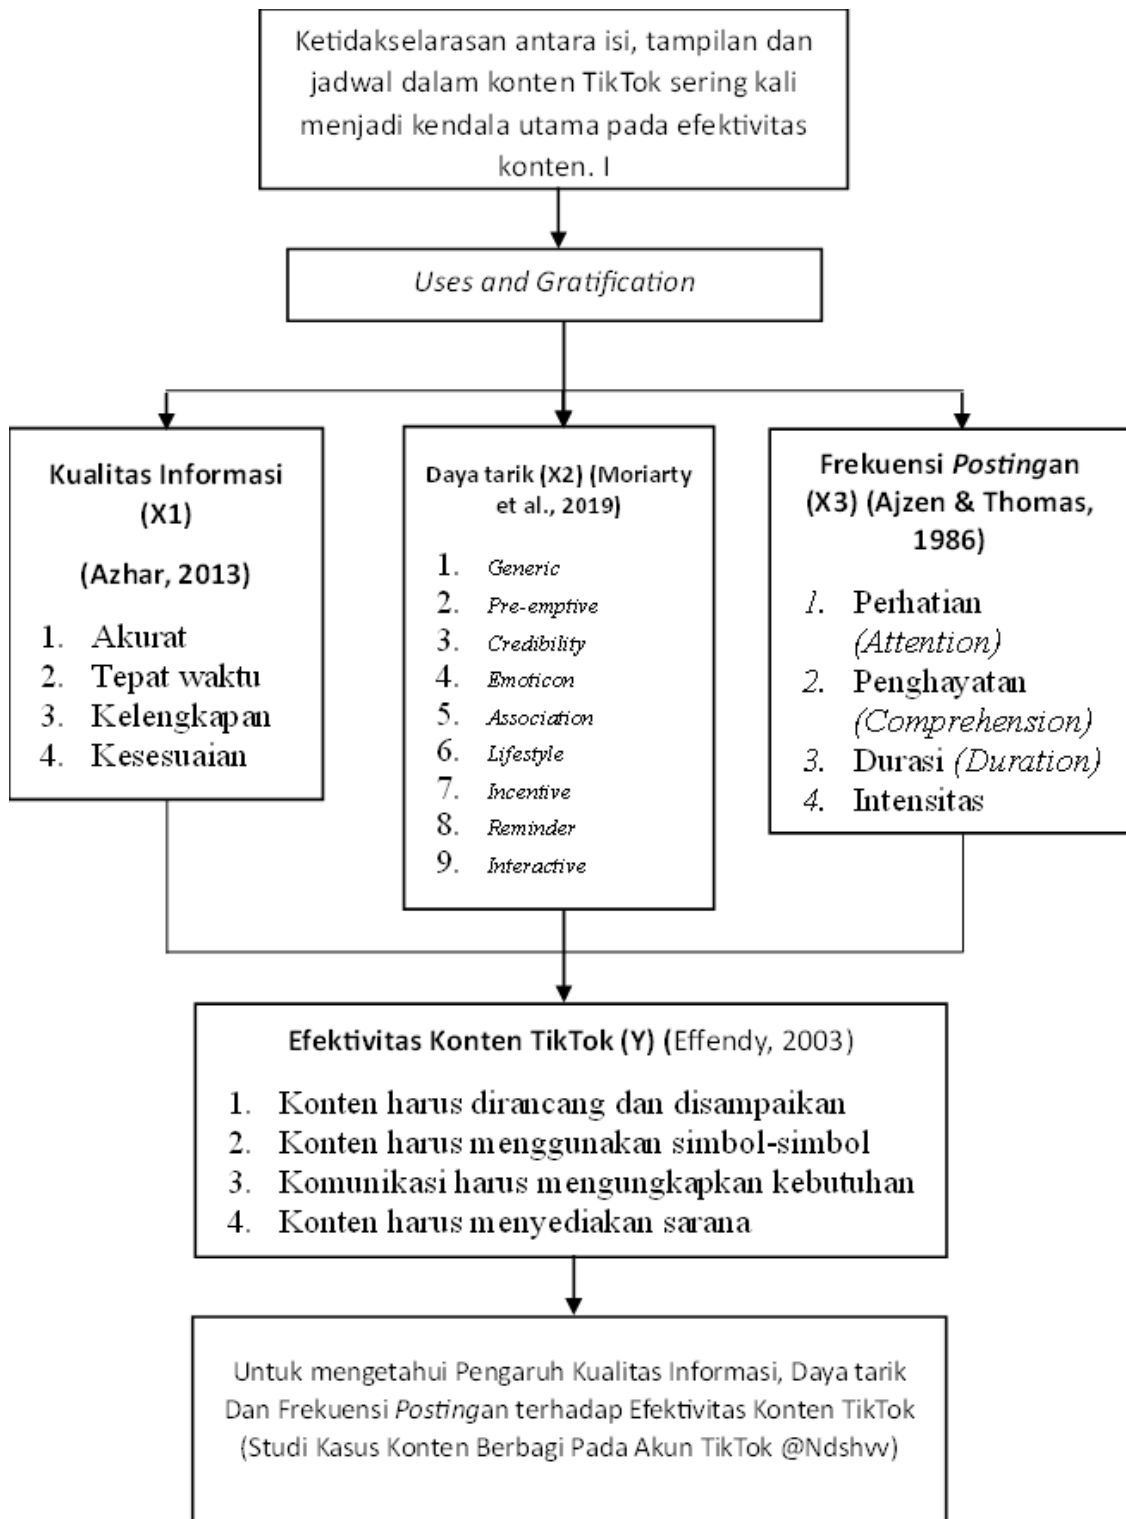 Ketidakselarasan antara isi, tampilan dan
jadwal dalam konten TikTok sering kali
menjadi kendala utama pada efektivitas
konten. I
Uses and Gratification
Kualitas Informasi
(X1)
(Azhar, 2013)
1. Akurat
2. Tepat waktu
3. Kelengkapan
4. Kesesuaian
Daya tarik (X2) (Moriarty
et al., 2019)
1. Generic
2. Pre-emptive
3. Credibility
4. Emoticon
5. Association
6. Lifestyle
7. Incentive
8. Reminder
9. Interactive
Frekuensi Postingan
(X3) (Ajzen & Thomas,
1986)
1. Perhatian
(Attention)
2. Penghayatan
(Comprehension)
3. Durasi (Duration)
4. Intensitas
Efektivitas Konten TikTok (Y) (Effendy, 2003)
1. Konten harus dirancang dan disampaikan
2. Konten harus menggunakan simbol-simbol
3. Komunikasi harus mengungkapkan kebutuhan
4. Konten harus menyediakan sarana
Untuk mengetahui Pengaruh Kualitas Informasi, Daya tarik
Dan Frekuensi Postingan terhadap Efektivitas Konten TikTok
(Studi Kasus Konten Berbagi Pada Akun TikTok @Ndshvv)